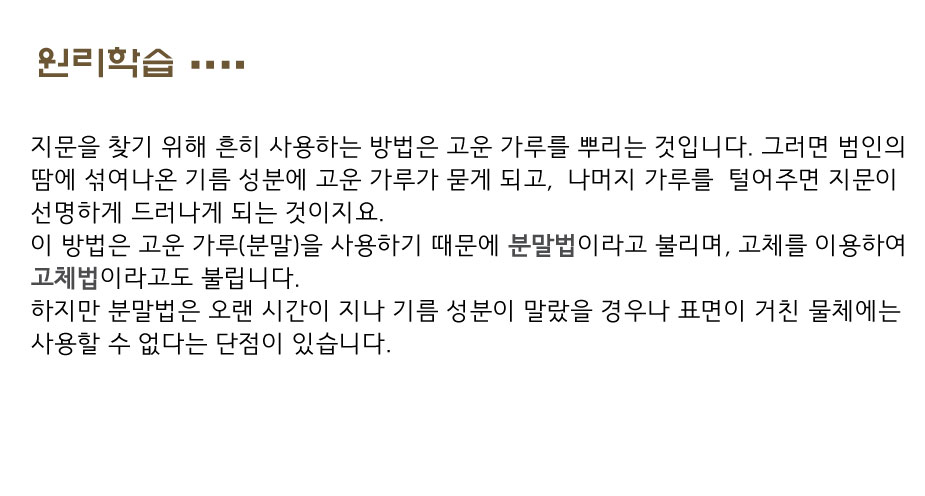 원리학습 ....
지문을 찾기 위해 흔히 사용하는 방법은 고운 가루를 뿌리는 것입니다. 그러면 범인의
땀에 섞여나온 기름 성분에 고운 가루가 묻게 되고, 나머지 가루를 털어주면 지문이
선명하게 드러나게 되는 것이지요.
이 방법은 고운 가루(분말)을 사용하기 때문에 분말법이라고 불리며, 고체를 이용하여
고체법이라고도 불립니다.
하지만 분말법은 오랜 시간이 지나 기름 성분이 말랐을 경우나 표면이 거친 물체에는
사용할 수 없다는 단점이 있습니다.